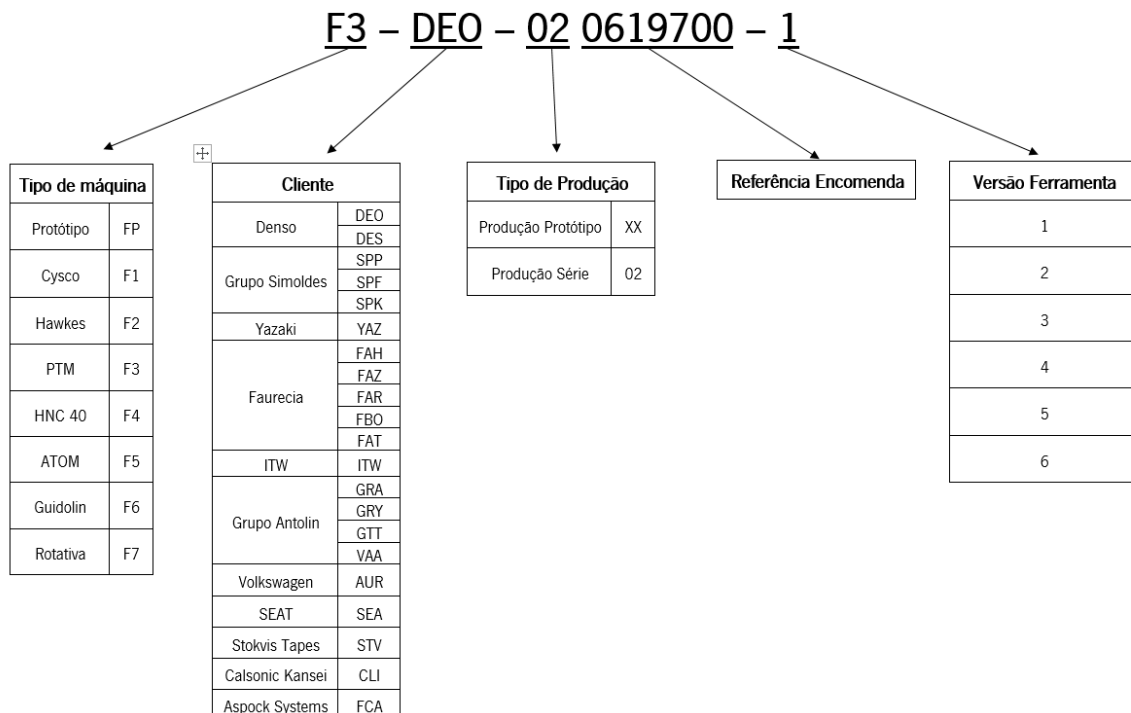 F3 – DEO – 02 0619700 – 1
Tipo de máquina
Protótipo FP
Cysco F1
Hawkes F2
PTM F3
HNC 40 F4
ATOM F5
Guidolin F6
Rotativa F7
Cliente
Denso DEO
DES
Grupo Simoldes SPP
SPF
SPK
Yazaki YAZ
Faurecia FAH
FAZ
FAR
FBO
FAT
ITW ITW
Grupo Antolin GRA
GRY
GTT
VAA
Volkswagen AUR
SEAT SEA
Stokvis Tapes STV
Calsonic Kansei CLI
Aspock Systems FCA
Tipo de Produção
Produção Protótipo XX
Produção Série 02
Referência Encomenda
Versão Ferramenta
1
2
3
4
5
6